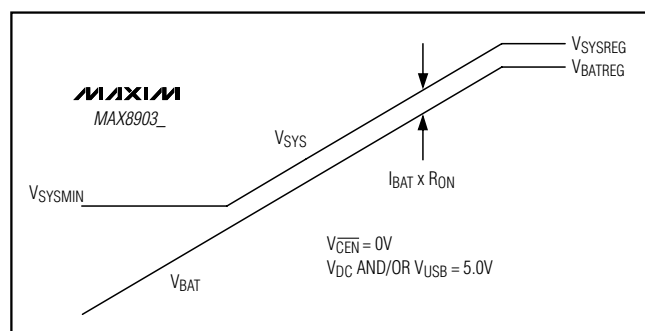 VSYSREG
VBATREG
MAXIM
MAX8903_
VSYS
IBAT x RON
VSYSMIN
VCEN = 0V
VDC AND/OR VUSB = 5.0V
VBAT